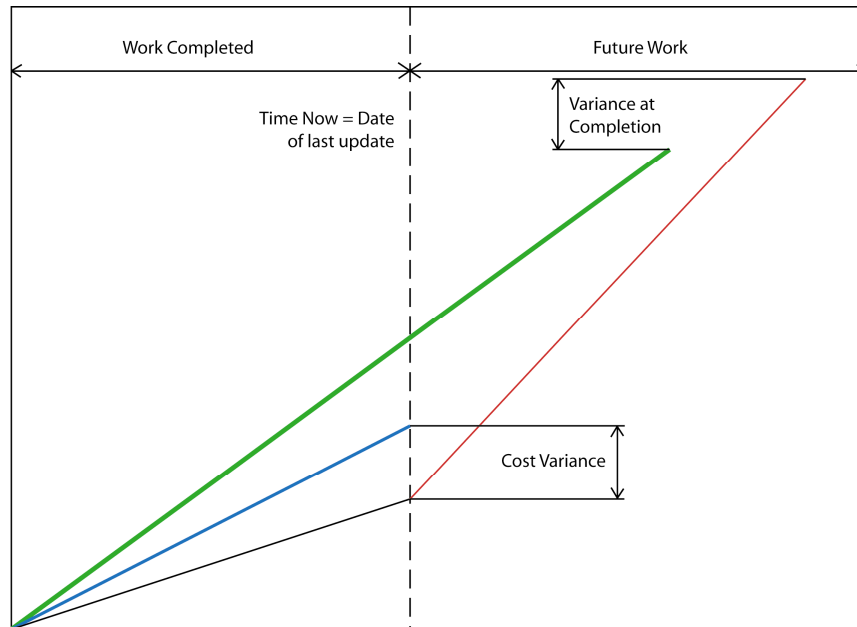 Work Completed
Future Work
Time Now = Date
of last update
Variance at
Completion
Cost Variance